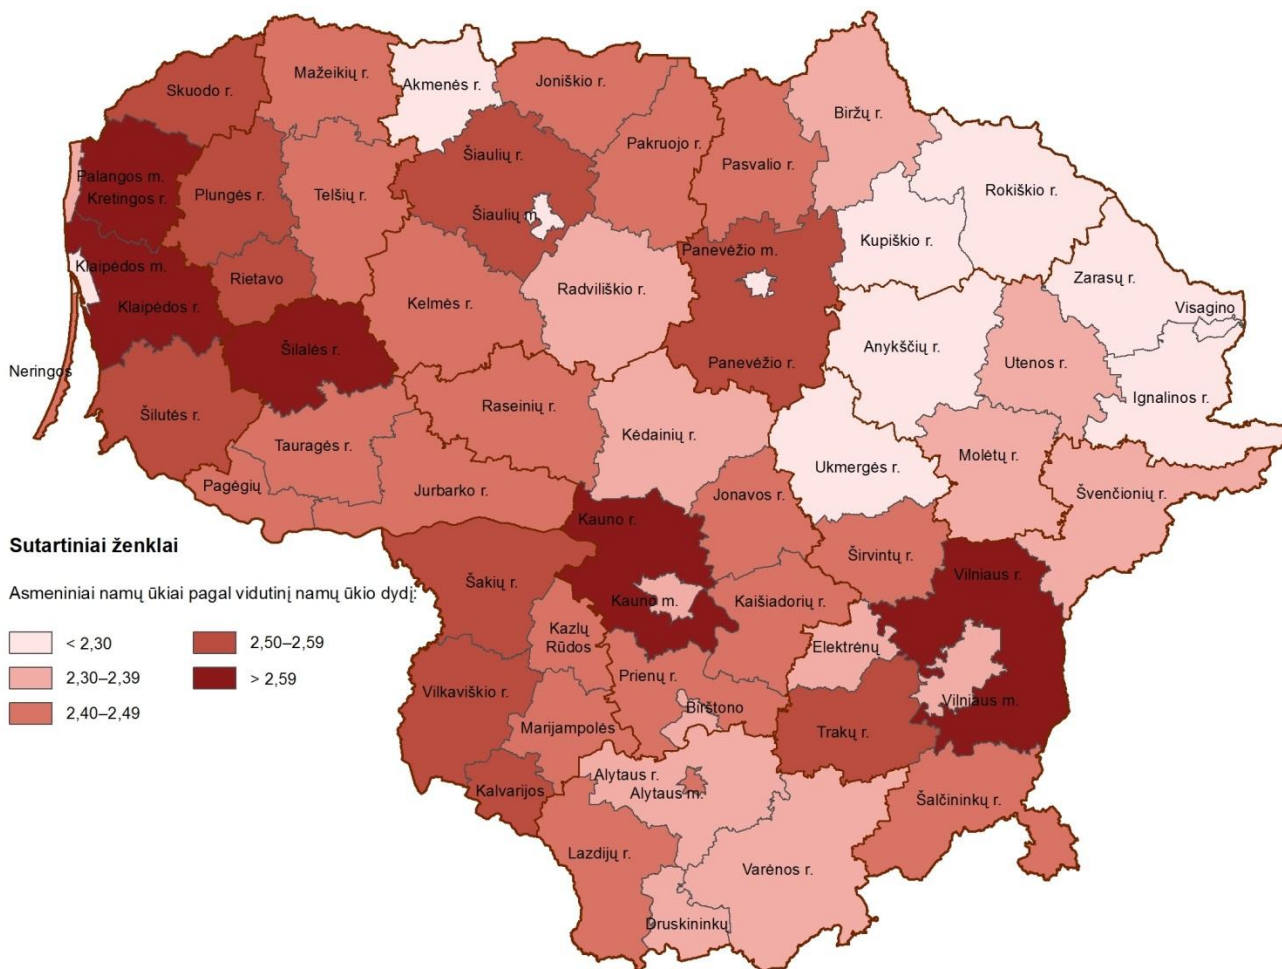 Mažeikių r.
Akmenės r.
Joniškio r.
Skuodo r.
Biržų r.
Pakruojo r.
Šiaulių r.
Pasvalio r.
Palangos m.
Kretingos r.
Plungės r.
Telšių r.
Rokiškio r.
Šiaulių m.
Kupiškio r.
Panevėžio m.
Klaipėdos m.
Rietavo
Radviliškio r.
Zarasų r.
Klaipėdos r.
Kelmės r.
Visagino
Šilalės r.
Anykščių r.
Panevėžio r.
Utenos r.
Neringos
Ignalinos r.
Šilutės r.
Raseinių r.
Tauragės r.
Kėdainių r.
Molėtų r.
Ukmergės r.
Pagėgių
Jurbarko r.
Jonavos r.
Švenčionių r.
Kauno r.
Sutartiniai ženklai
Širvintų r.
Vilniaus r.
Šakių r.
Asmeniniai namų ūkiai pagal vidutinį namų ūkio dydį:
Kauno m.
Kaišiadorių r.
Kazlų
Rūdos
< 2,30
2,50–2,59
Elektrėnų
2,30–2,39
> 2,59
Prienų r.
Vilkaviškio r.
Birštono
Vilniaus m.
2,40–2,49
Marijampolės
Trakų r.
Alytaus r.
Kalvarijos
Alytaus m.
Šalčininkų r.
Lazdijų r.
Varėnos r.
Druskininkų